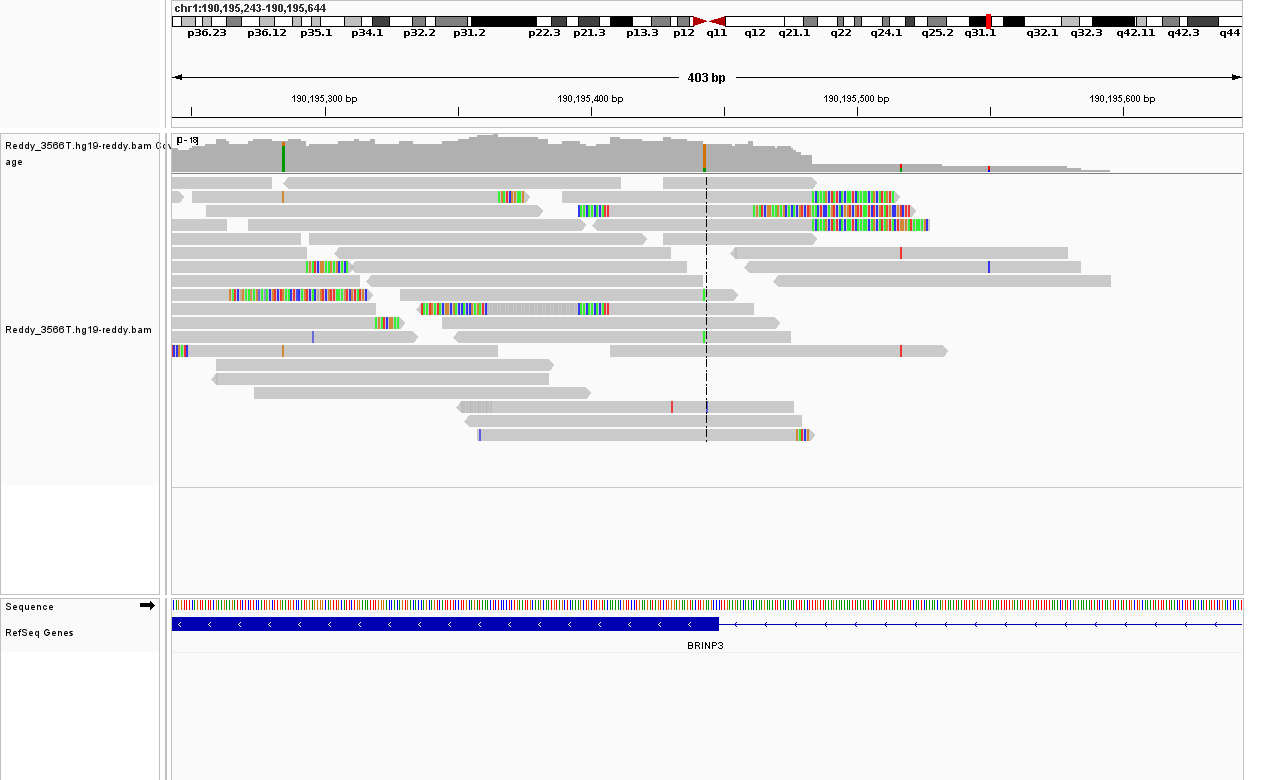 chr1:190,195,243-190,195,644
p36.23 p36.12 p35.1 p34.1 p32.2 p31.2 p22.3 p21.3 p13.3 p12 q11 q12 q21.1 q22 q24.1 q25.2 q31.1 q32.1 q32.3 q42.11 q42.3 q44
403 bp
190,195,300 bp 190,195,400 bp 190,195,500 bp 190,195,600 bp
Reddy_3566T.hg19-reddy.bam
age
Reddy_3566T.hg19-reddy.bam
Sequence
RefSeq Genes
BRINP3